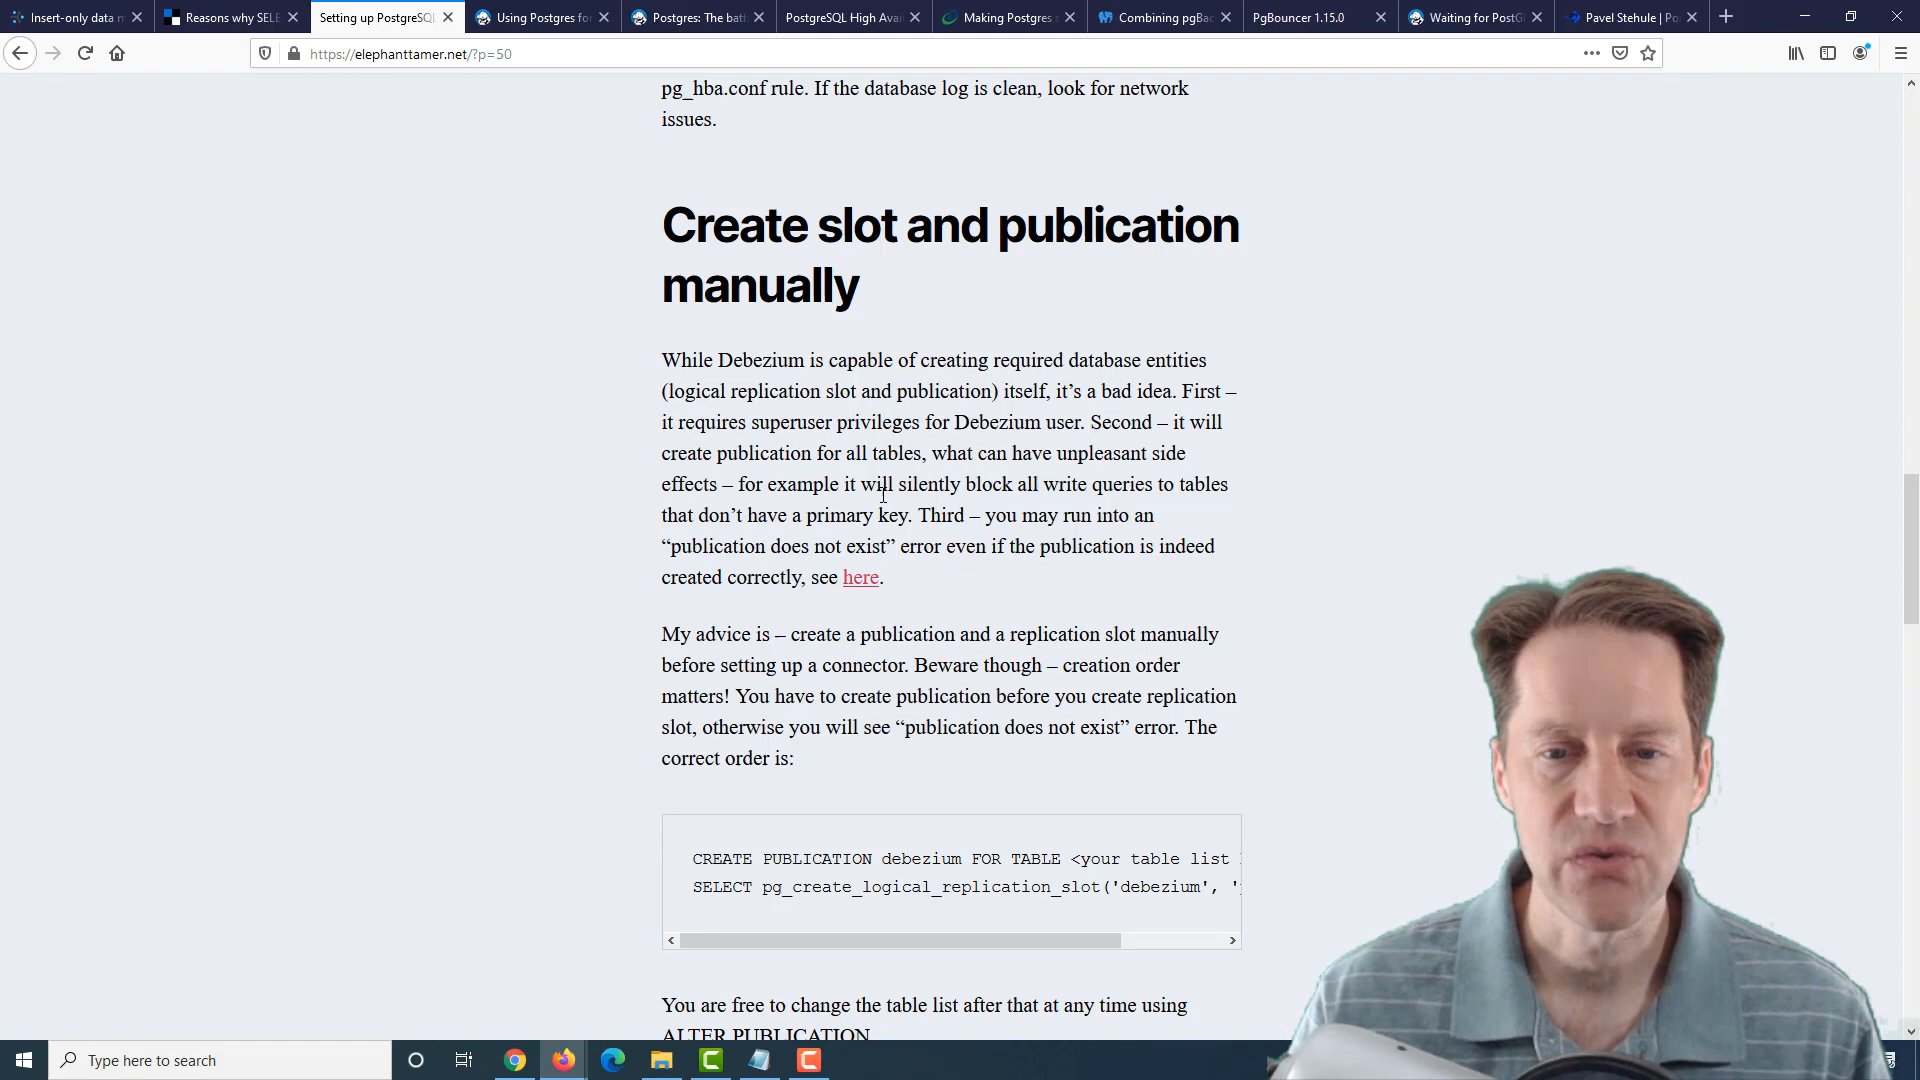 Insert-only data m
Reasons why SELE
Setting up PostgreSQL
Using Postgres fo
Postgres: The bat
PostgreSQL High Avai
Making Postgres s
Combining pgBac
PgBouncer 1.15.0
Waiting for PostG
Pavel Stehule | Po
https://elephanttamer.net/?p=50
pg_hba.conf rule. If the database log is clean, look for network
issues.
Create slot and publication
manually
While Debezium is capable of creating required database entities
(logical replication slot and publication) itself, it’s a bad idea. First –
it requires superuser privileges for Debezium user. Second – it will
create publication for all tables, what can have unpleasant side
effects – for example it will silently block all write queries to tables
that don’t have a primary key. Third – you may run into an
“publication does not exist” error even if the publication is indeed
created correctly, see here.
My advice is – create a publication and a replication slot manually
before setting up a connector. Beware though – creation order
matters! You have to create publication before you create replication
slot, otherwise you will see “publication does not exist” error. The
correct order is:
CREATE PUBLICATION debezium FOR TABLE <your table list
SELECT pg_create_logical_replication_slot('debezium', '
You are free to change the table list after that at any time using
ALTER PUBLICATION
Type here to search